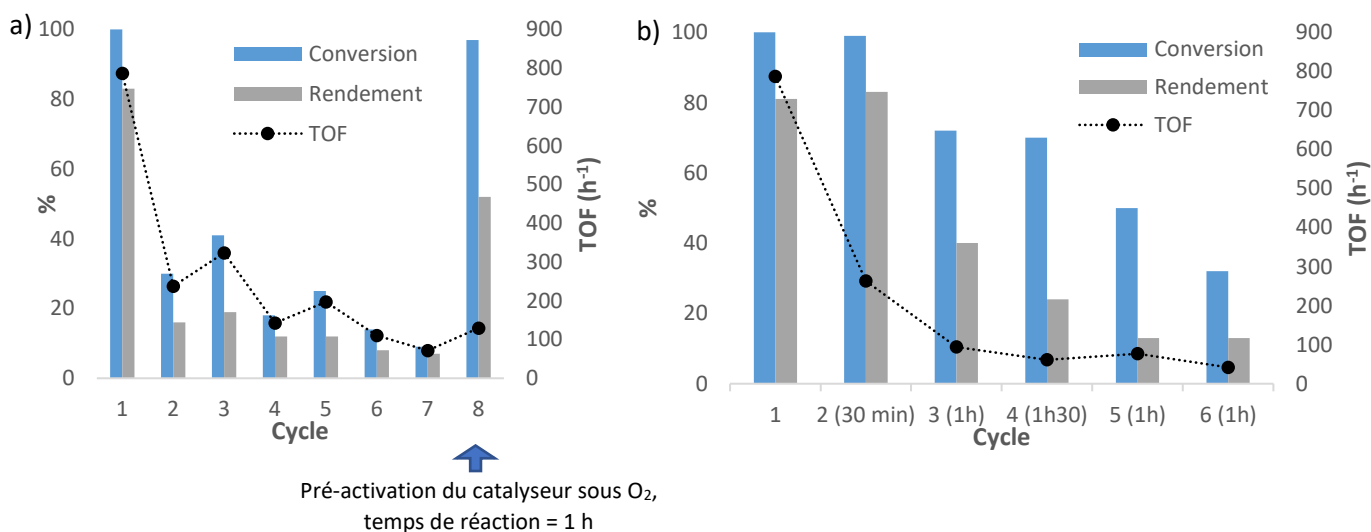 a)
100
80
60
40
20
0
%
Conversion
Rendement
TOF
900
800
700
600
500
400
300
200
100
0
TOF (h-1)
1 2 3 4 5 6 7 8
Cycle
Pré-activation du catalyseur sous O2,
temps de réaction = 1 h
b)
100
80
60
40
20
0
%
Conversion
Rendement
TOF
900
800
700
600
500
400
300
200
100
0
TOF (h-1)
1 2 (30 min) 3 (1h) 4 (1h30) 5 (1h) 6 (1h)
Cycle